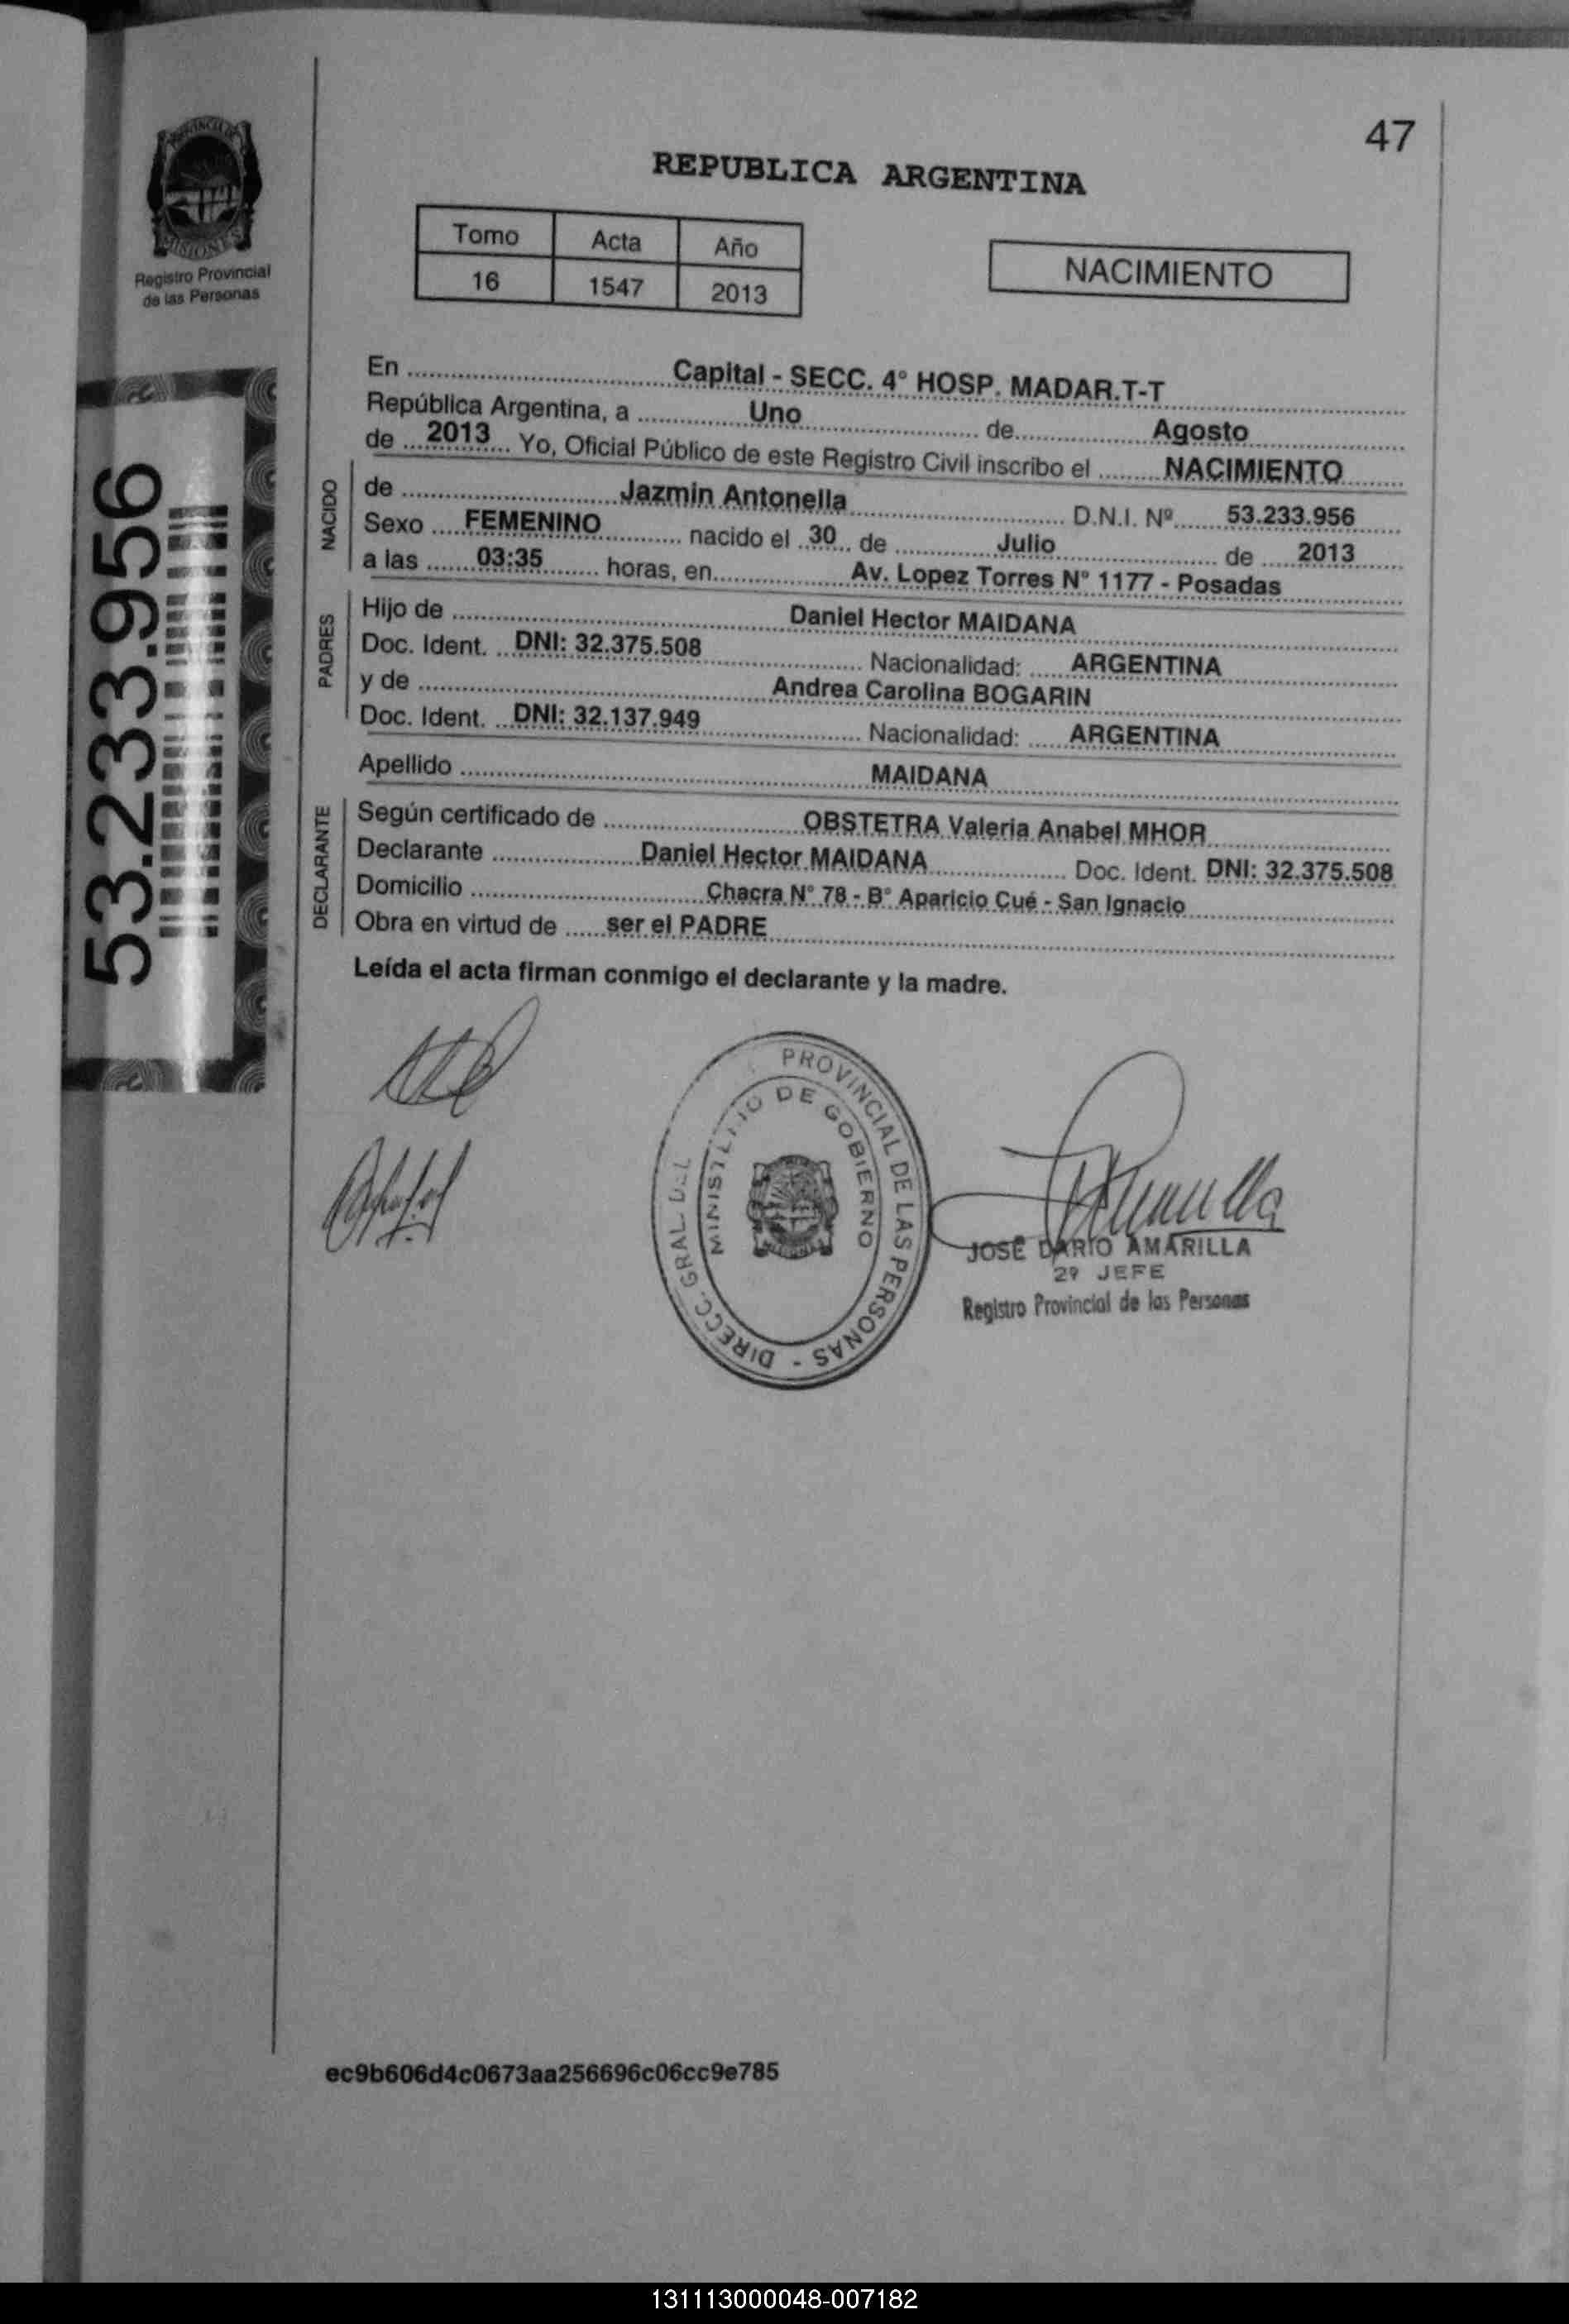 47
REPUBLICA ARGENTINA
PROVINCIA DE
MISIONES
Registro Provincial
de las Personas
Tomo Acta Año
16 1547 2013
NACIMIENTO
53.233.956
En Capital - SECC. 4° HOSP. MADAR.T-T
República Argentina, a Uno de Agosto
de 2013 Yo, Oficial Público de este Registro Civil inscribo el NACIMIENTO
NACIDO
de Jazmin Antonella D.N.I. Nº 53.233.956
Sexo FEMENINO nacido el 30 de Julio de 2013
a las 03:35 horas, en Av. Lopez Torres N° 1177 - Posadas
PADRES
Hijo de Daniel Hector MAIDANA
Doc. Ident. DNI: 32.375.508 Nacionalidad: ARGENTINA
y de Andrea Carolina BOGARIN
Doc. Ident. DNI: 32.137.949 Nacionalidad: ARGENTINA
Apellido MAIDANA
DECLARANTE
Según certificado de OBSTETRA Valeria Anabel MHOR
Declarante Daniel Hector MAIDANA Doc. Ident. DNI: 32.375.508
Domicilio Chacra N° 78 - B° Aparicio Cué - San Ignacio
Obra en virtud de ser el PADRE
Leída el acta firman conmigo el declarante y la madre.
DIRECC. GRAL. DEL PROVINCIAL DE LAS PERSONAS -
MINISTERIO DE GOBIERNO
JOSÉ DARIO AMARILLA
2º JEFE
Registro Provincial de las Personas
ec9b606d4c0673aa256696c06cc9e785
131113000048-007182